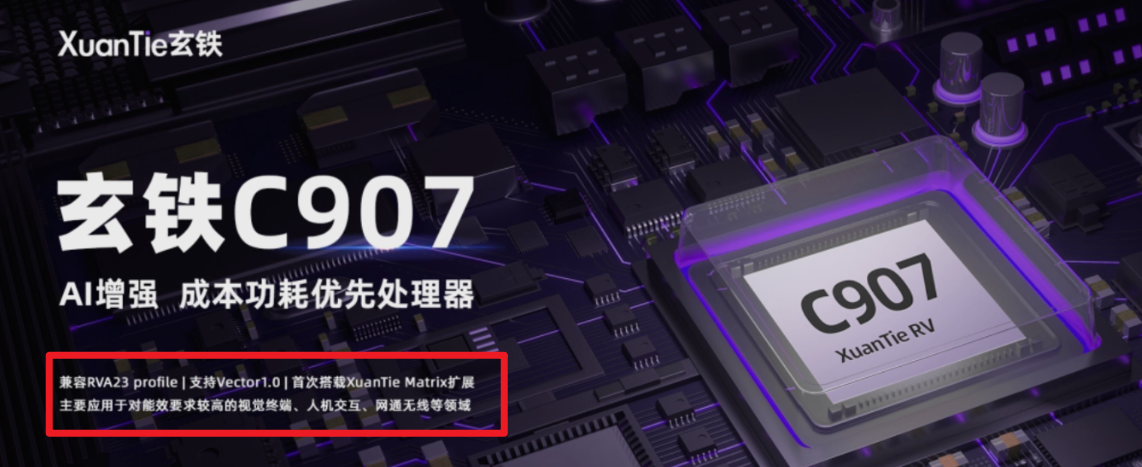 XuanTie玄铁
玄铁C907
AI增强 成本功耗优先处理器
兼容RVA23 profile | 支持Vector1.0 | 首次搭载XuanTie Matrix扩展
主要应用于对能效要求较高的视觉终端、人机交互、网通无线等领域
C907
XuanTie RV